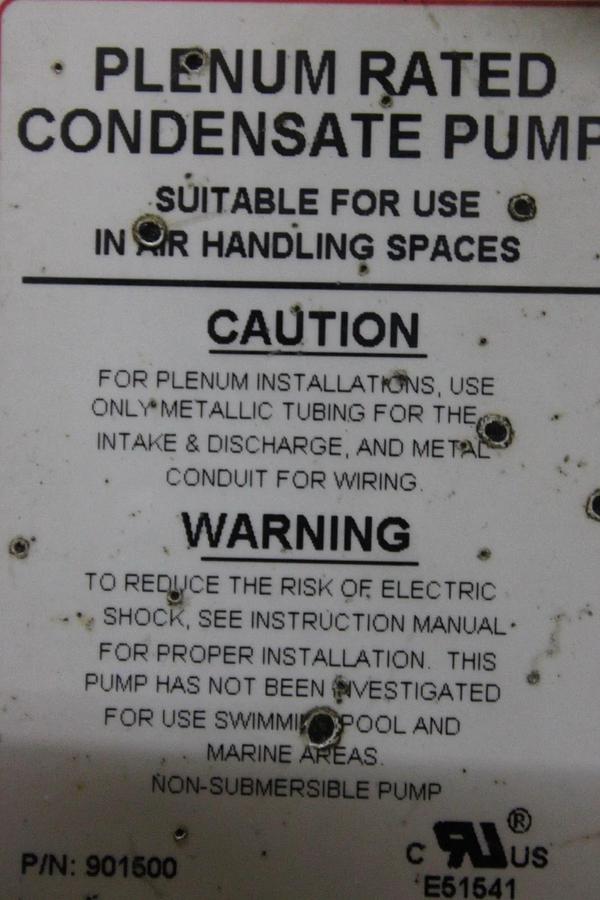 PLENUM RATED
CONDENSATE PUMP
SUITABLE FOR USE
IN AIR HANDLING SPACES
CAUTION
FOR PLENUM INSTALLATIONS, USE
ONLY METALLIC TUBING FOR THE
INTAKE & DISCHARGE, AND METAL
CONDUIT FOR WIRING.
WARNING
TO REDUCE THE RISK OF ELECTRIC
SHOCK, SEE INSTRUCTION MANUAL
FOR PROPER INSTALLATION. THIS
PUMP HAS NOT BEEN INVESTIGATED
FOR USE SWIMMING POOL AND
MARINE AREAS.
NON-SUBMERSIBLE PUMP
P/N: 901500
C RU ® US
E51541